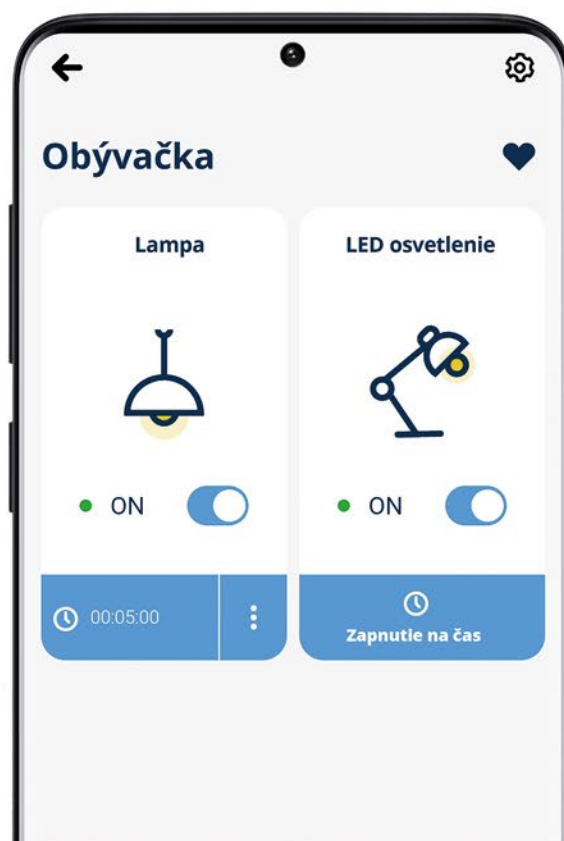 Obývačka
Lampa
LED osvetlenie
ON
ON
00:05:00
Zapnutie na čas